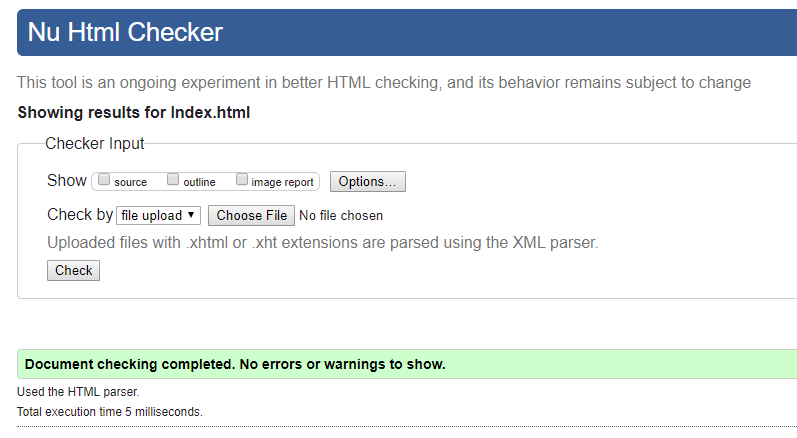 Nu Html Checker
This tool is an ongoing experiment in better HTML checking, and its behavior remains subject to change
Showing results for Index.html
Checker Input
Show source outline image report Options...
Check by file upload Choose File No file chosen
Uploaded files with .xhtml or .xht extensions are parsed using the XML parser.
Check
Document checking completed. No errors or warnings to show.
Used the HTML parser.
Total execution time 5 milliseconds.